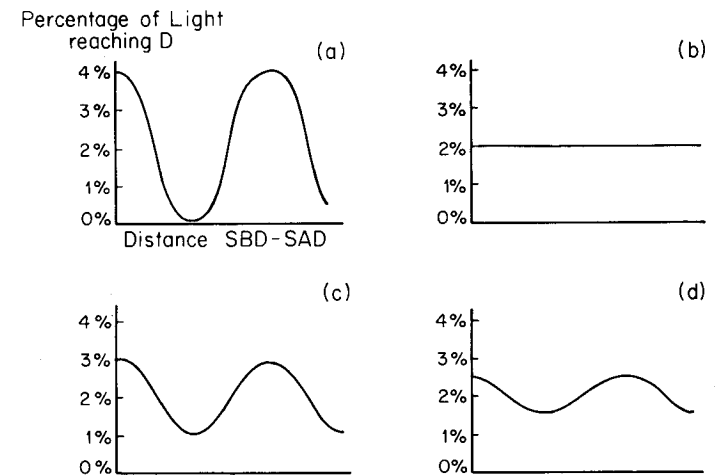 Percentage of Light
reaching D
(a)
4%
3%
2%
1%
0%
Distance SBD-SAD
(b)
4%
3%
2%
1%
0%
(c)
4%
3%
2%
1%
0%
(d)
4%
3%
2%
1%
0%